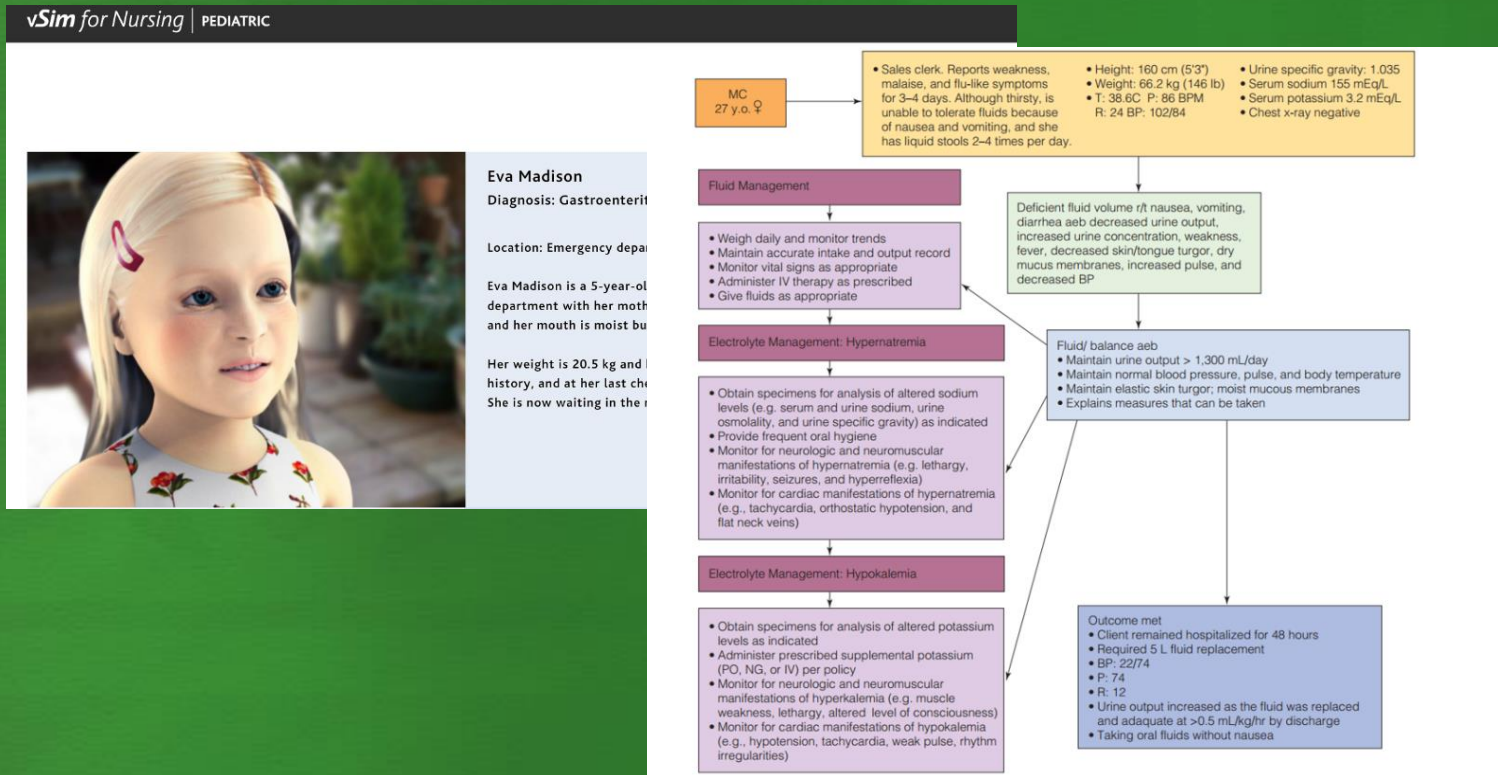 vSim for Nursing | PEDIATRIC
Eva Madison
Diagnosis: Gastroenterit
Location: Emergency depa
Eva Madison is a 5-year-ol
department with her moth
and her mouth is moist bu
Her weight is 20.5 kg and
history, and at her last che
She is now waiting in the
MC
27 y.o. ♀
• Sales clerk. Reports weakness,
malaise, and flu-like symptoms
for 3–4 days. Although thirsty, is
unable to tolerate fluids because
of nausea and vomiting, and she
has liquid stools 2–4 times per day.
• Height: 160 cm (5'3")
• Weight: 66.2 kg (146 lb)
• T: 38.6C P: 86 BPM
R: 24 BP: 102/84
• Urine specific gravity: 1.035
• Serum sodium 155 mEq/L
• Serum potassium 3.2 mEq/L
• Chest x-ray negative
Deficient fluid volume r/t nausea, vomiting,
diarrhea aeb decreased urine output,
increased urine concentration, weakness,
fever, decreased skin/tongue turgor, dry
mucus membranes, increased pulse, and
decreased BP
Fluid/ balance aeb
• Maintain urine output > 1,300 mL/day
• Maintain normal blood pressure, pulse, and body temperature
• Maintain elastic skin turgor; moist mucous membranes
• Explains measures that can be taken
Fluid Management
• Weigh daily and monitor trends
• Maintain accurate intake and output record
• Monitor vital signs as appropriate
• Administer IV therapy as prescribed
• Give fluids as appropriate
Electrolyte Management: Hypernatremia
• Obtain specimens for analysis of altered sodium
levels (e.g. serum and urine sodium, urine
osmolality, and urine specific gravity) as indicated
• Provide frequent oral hygiene
• Monitor for neurologic and neuromuscular
manifestations of hypernatremia (e.g. lethargy,
irritability, seizures, and hyperreflexia)
• Monitor for cardiac manifestations of hypernatremia
(e.g., tachycardia, orthostatic hypotension, and
flat neck veins)
Electrolyte Management: Hypokalemia
• Obtain specimens for analysis of altered potassium
levels as indicated
• Administer prescribed supplemental potassium
(PO, NG, or IV) per policy
• Monitor for neurologic and neuromuscular
manifestations of hyperkalemia (e.g. muscle
weakness, lethargy, altered level of consciousness)
• Monitor for cardiac manifestations of hypokalemia
(e.g., hypotension, tachycardia, weak pulse, rhythm
irregularities)
Outcome met
• Client remained hospitalized for 48 hours
• Required 5 L fluid replacement
• BP: 22/74
• P: 74
• R: 12
• Urine output increased as the fluid was replaced
and adaquate at >0.5 mL/kg/hr by discharge
• Taking oral fluids without nausea